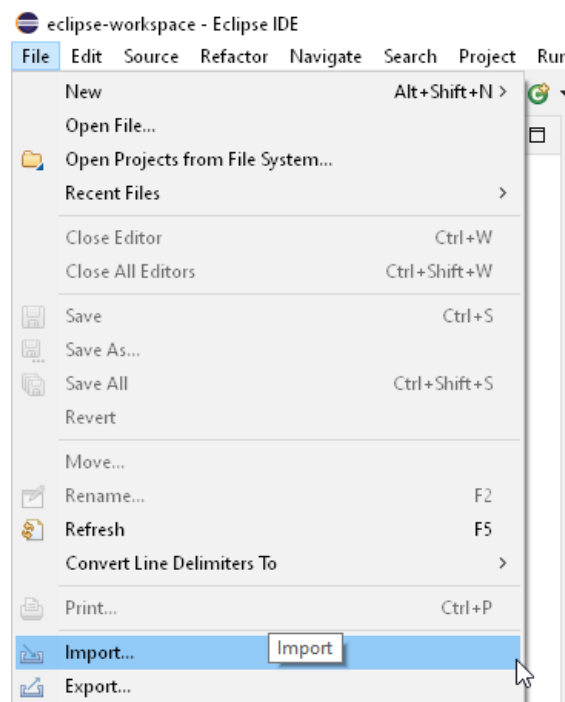 eclipse-workspace - Eclipse IDE
File Edit Source Refactor Navigate Search Project Rur
New Alt+Shift+N >
Open File...
Open Projects from File System...
Recent Files >
Close Editor Ctrl+W
Close All Editors Ctrl+Shift+W
Save Ctrl+S
Save As...
Save All Ctrl+Shift+S
Revert
Move...
Rename... F2
Refresh F5
Convert Line Delimiters To >
Print... Ctrl+P
Import... Import
Export...